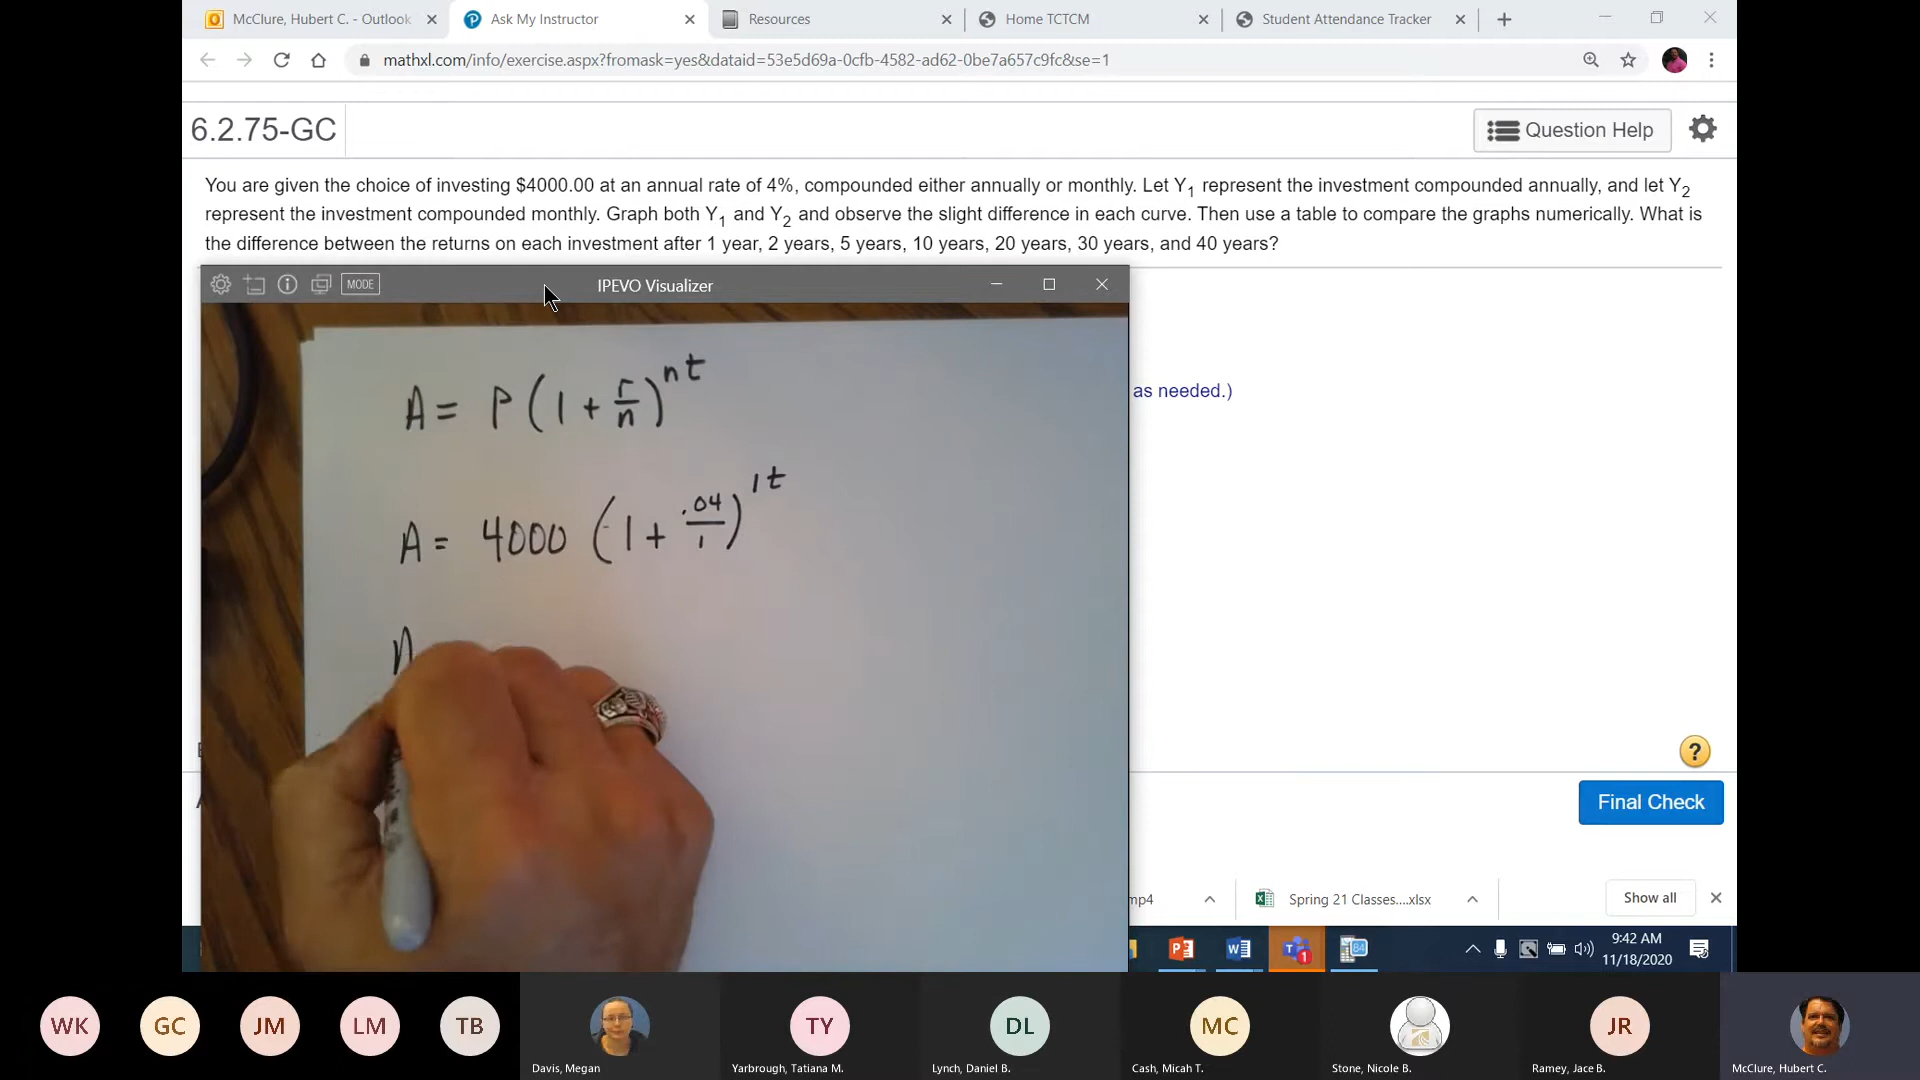 McClure, Hubert C. - Outlook
Ask My Instructor
Resources
Home TCTCM
Student Attendance Tracker
mathxl.com/info/exercise.aspx?fromask=yes&dataid=53e5d69a-0cfb-4582-ad62-0be7a657c9fc&se=1
6.2.75-GC
Question Help
You are given the choice of investing $4000.00 at an annual rate of 4%, compounded either annually or monthly. Let Y1 represent the investment compounded annually, and let Y2
represent the investment compounded monthly. Graph both Y1 and Y2 and observe the slight difference in each curve. Then use a table to compare the graphs numerically. What is
the difference between the returns on each investment after 1 year, 2 years, 5 years, 10 years, 20 years, 30 years, and 40 years?
MODE
IPEVO Visualizer
A = P(1 + r/n)^nt
as needed.)
A = 4000 (1 + .04/1)^1t
?
Final Check
mp4
Spring 21 Classes....xlsx
Show all
84
9:42 AM
11/18/2020
WK
GC
JM
LM
TB
TY
DL
MC
JR
Davis, Megan
Yarbrough, Tatiana M.
Lynch, Daniel B.
Cash, Micah T.
Stone, Nicole B.
Ramey, Jace B.
McClure, Hubert C.